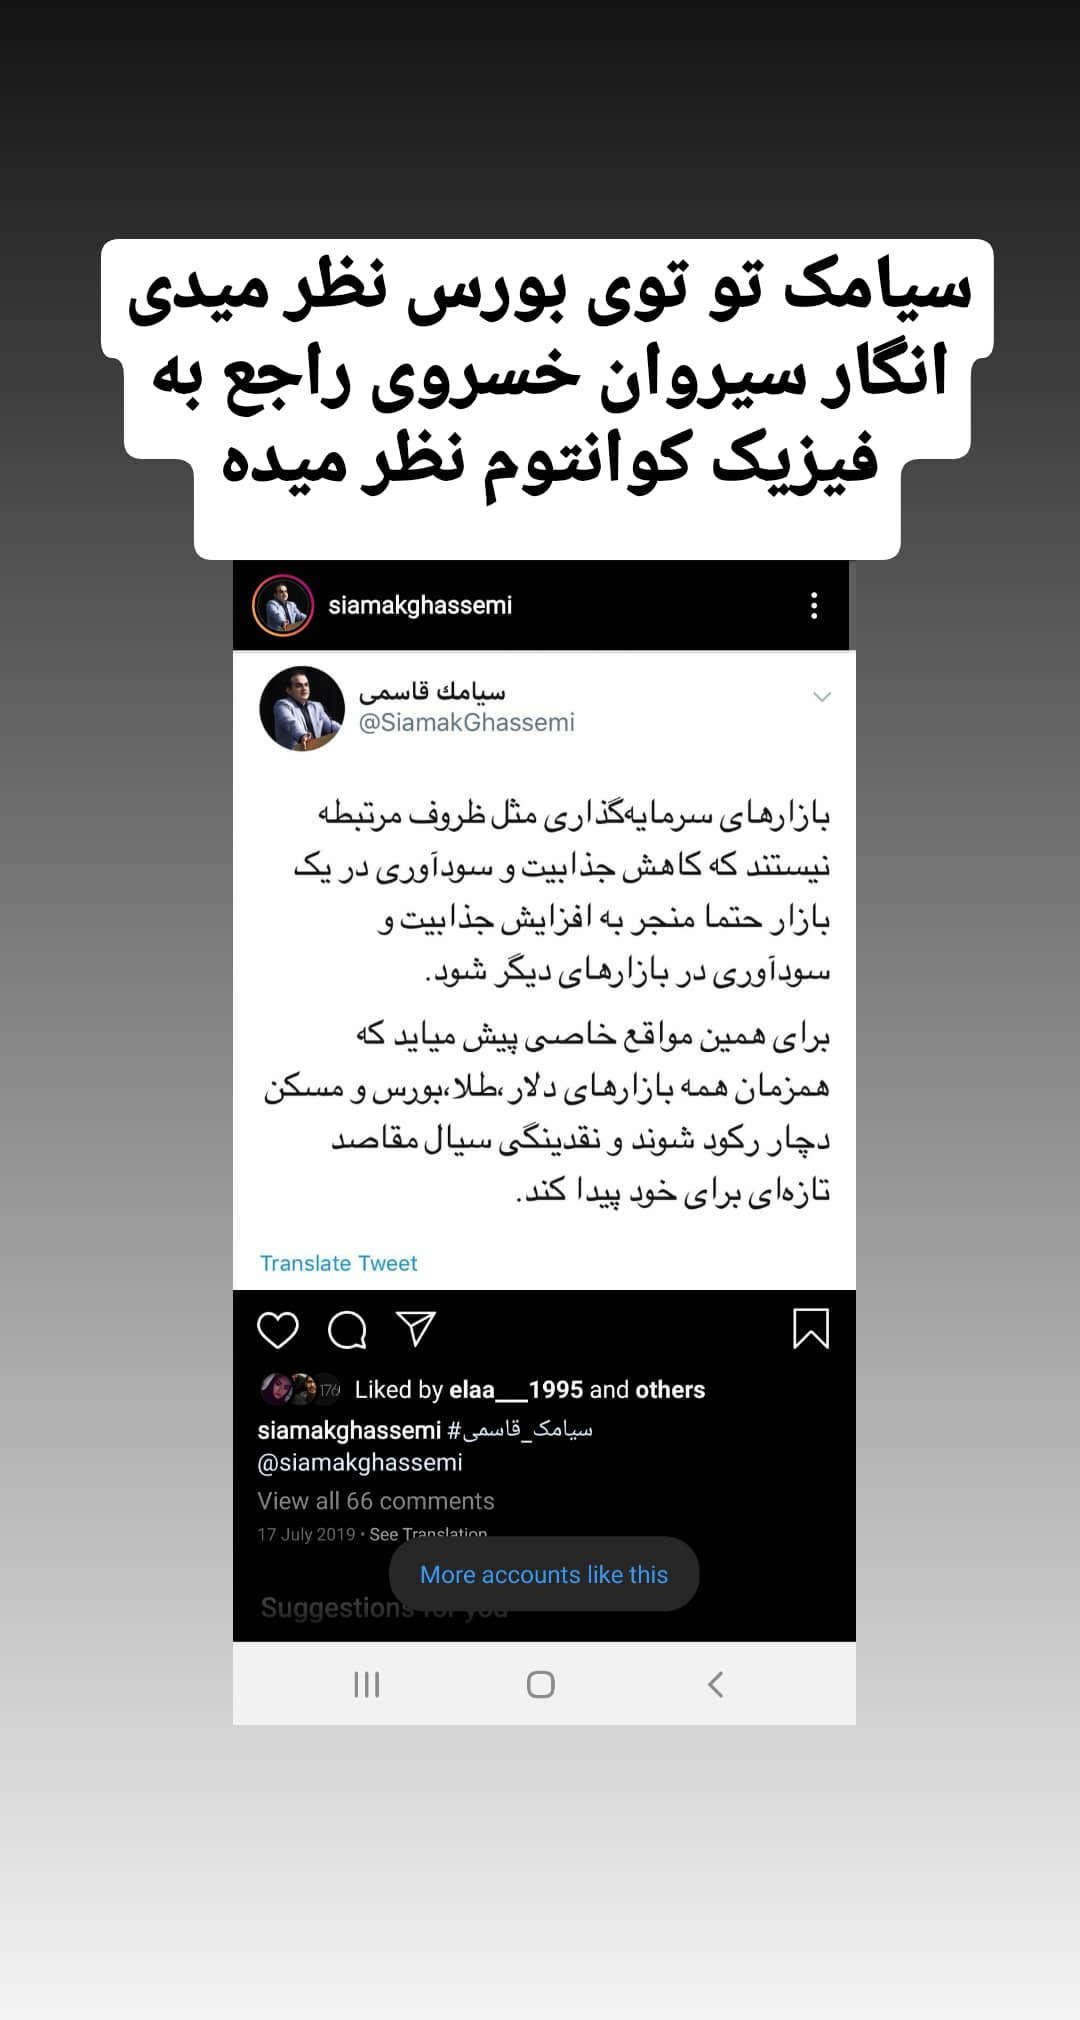 سیامک تو توی بورس نظر میدی
انگار سیروان خسروی راجع به
فیزیک کوانتوم نظر میده
siamakghassemi
سيامك قاسمى
@SiamakGhassemi
بازارهای سرمایه‌گذاری مثل ظروف مرتبطه
نیستند که کاهش جذابیت و سودآوری در یک
بازار حتما منجر به افزایش جذابیت و
سودآوری در بازارهای دیگر شود.
برای همین مواقع خاصی پیش میاید که
همزمان همه بازارهای دلار،طلا،بورس و مسکن
دچار رکود شوند و نقدینگی سیال مقاصد
تازه‌ای برای خود پیدا کند.
Translate Tweet
176 Liked by elaa___1995 and others
siamakghassemi #سیامک_قاسمی
@siamakghassemi
View all 66 comments
17 July 2019 • See Translation
More accounts like this
Suggestions for you